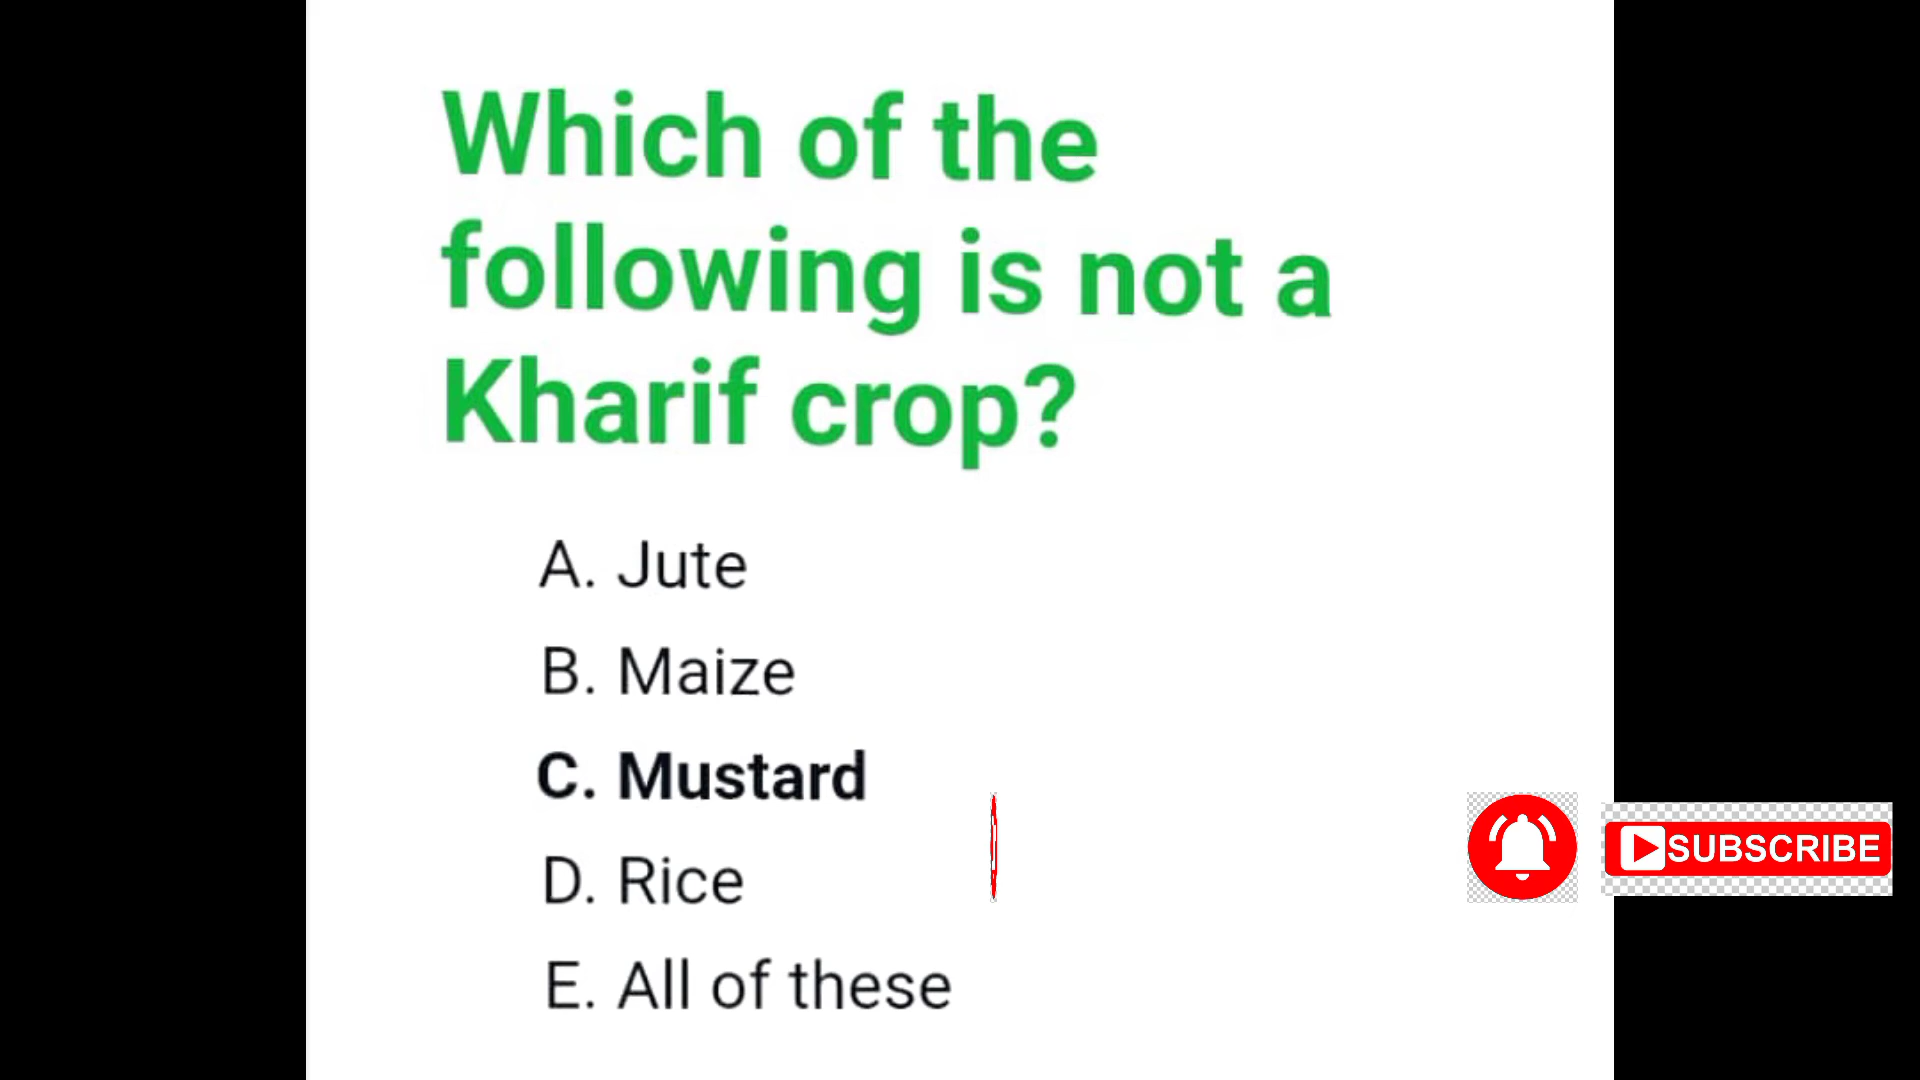 Which of the
following is not a
Kharif crop?
A. Jute
B. Maize
C. Mustard
D. Rice
E. All of these
SUBSCRIBE